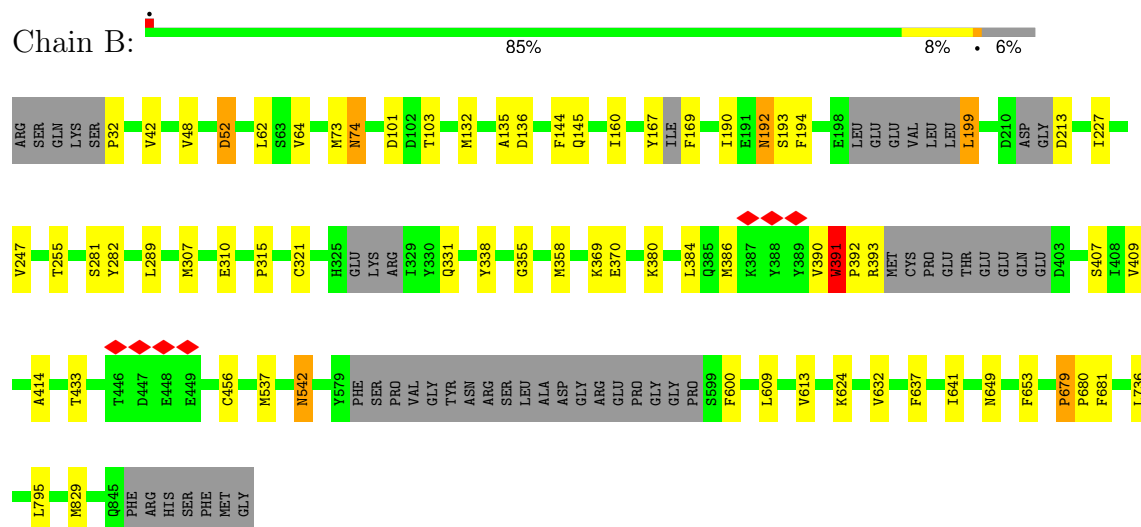 Chain B:
85% 8% • 6%
ARG SER GLN LYS SER P32 V42 V48 D52 L62 S63 V64 M73 N74 D101 D102 T103 M132 A135 D136 F144 Q145 I160 Y167 ILE F169 I190 E191 N192 S193 F194 E198 LEU GLU GLU VAL LEU LEU L199 D210 ASP GLY D213 I227
V247 T255 S281 Y282 L289 M307 E310 P315 C321 H325 GLU LYS ARG I329 Y330 Q331 Y338 G355 M358 K369 E370 K380 L384 Q385 M386 K387 Y388 Y389 V390 W391 P392 R393 MET CYS PRO GLU THR GLU GLU GLN GLU D403 S407 I408 V409
A414 T433 T446 D447 E448 E449 C456 M537 N542 Y579 PHE SER PRO VAL GLY TYR ASN ARG SER LEU ALA ASP GLY ARG GLU PRO GLY GLY PRO S599 F600 L609 V613 K624 V632 F637 I641 N649 F653 P679 P680 F681 L736
L795 M829 Q845 PHE ARG HIS SER PHE MET GLY